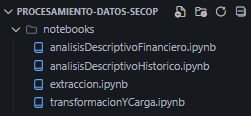 PROCESAMIENTO-DATOS-SECOP
notebooks
analisisDescriptivoFinanciero.ipynb
analisisDescriptivoHistorico.ipynb
extraccion.ipynb
transformacionYCarga.ipynb